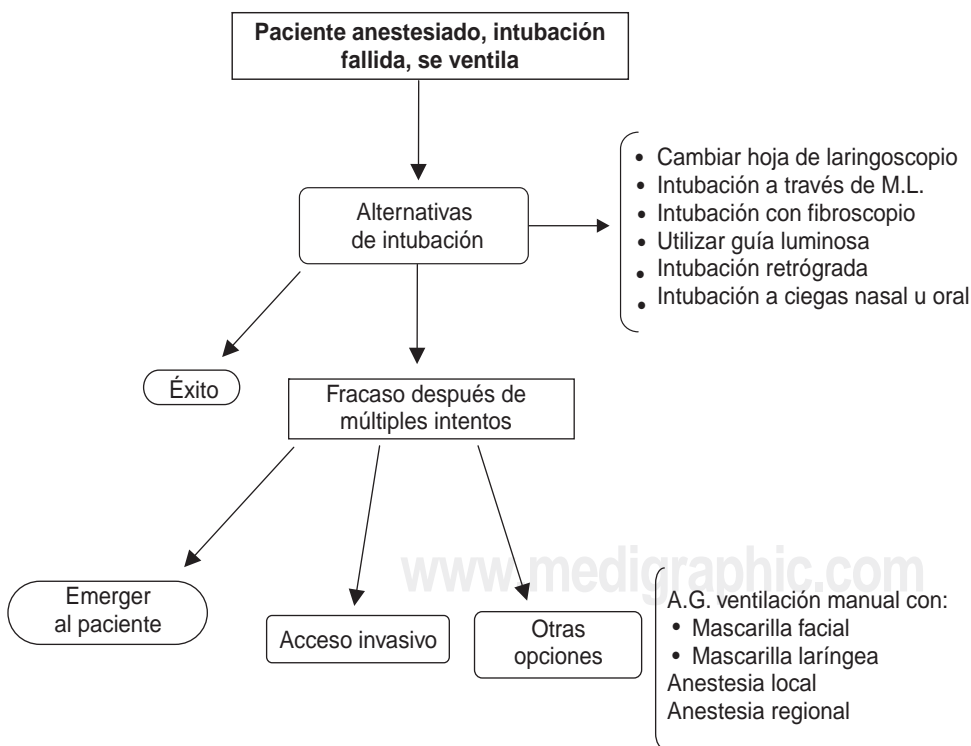 Paciente anestesiado, intubación
fallida, se ventila
Alternativas
de intubación
• Cambiar hoja de laringoscopio
• Intubación a través de M.L.
• Intubación con fibroscopio
• Utilizar guía luminosa
• Intubación retrógrada
• Intubación a ciegas nasal u oral
Éxito
Fracaso después de
múltiples intentos
www.medigraphic.com
Emerger
al paciente
Acceso invasivo
Otras
opciones
A.G. ventilación manual con:
• Mascarilla facial
• Mascarilla laríngea
Anestesia local
Anestesia regional